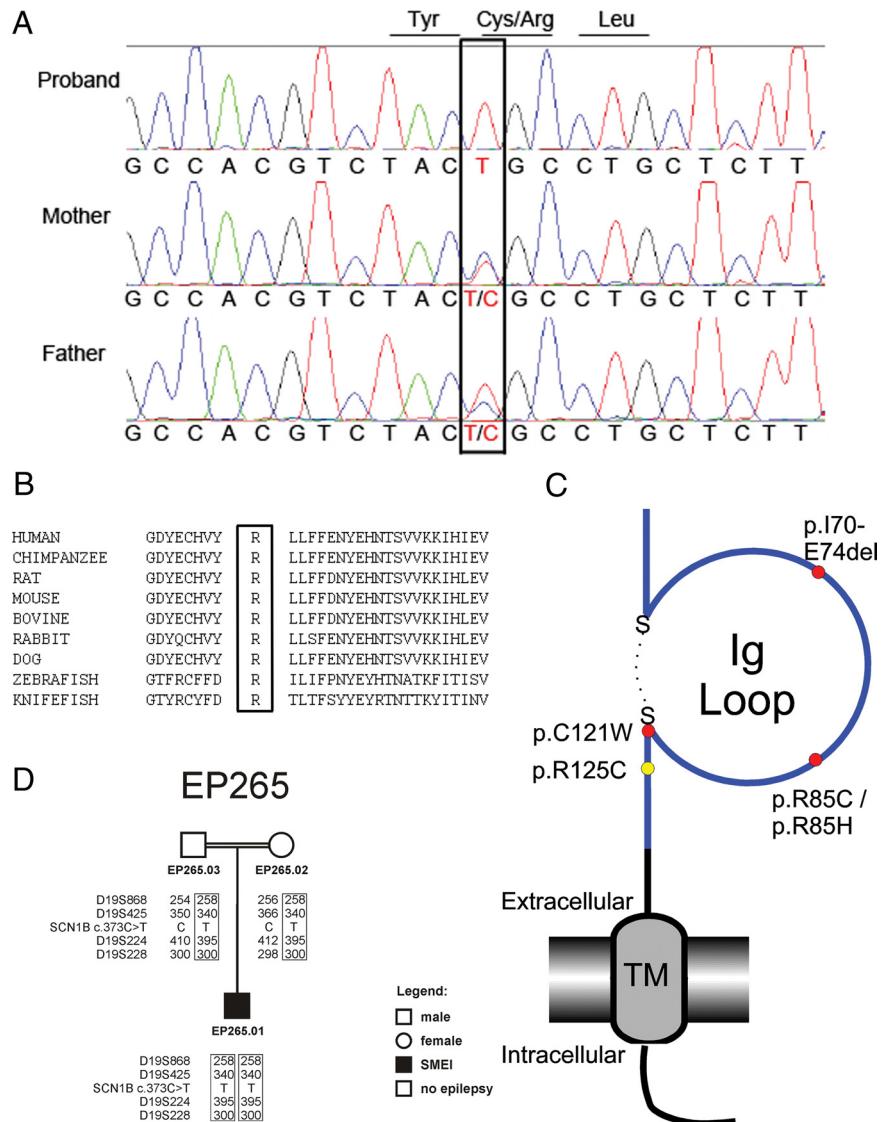 A
Tyr Cys/Arg Leu
Proband
G C C A C G T C T A C T G C C T G C T C T T
Mother
G C C A C G T C T A C T/C G C C T G C T C T T
Father
G C C A C G T C T A C T/C G C C T G C T C T T
B
HUMAN GDYECHVY R LLFFENYEHNTSVVKKIHIEV
CHIMPANZEE GDYECHVY R LLFFENYEHNTSVVKKIHIEV
RAT GDYECHVY R LLFFDNYEHNTSVVKKIHLEV
MOUSE GDYECHVY R LLFFDNYEHNTSVVKKIHLEV
BOVINE GDYECHVY R LLFFENYEHNTSVVKKIHLEV
RABBIT GDYQCHVY R LLSFENYEHNTSVVKKIHLEV
DOG GDYECHVY R LLFFENYEHNTSVVKKIHLEV
ZEBRAFISH GTFRCFFD R ILIFPNYEYHTNATKFITISV
KNIFEFISH GTYRCYFD R TLTFSYYEYRTNTTKYITINV
C
p.I70-
E74del
S
Ig
Loop
S
p.C121W
p.R125C
p.R85C /
p.R85H
Extracellular
TM
Intracellular
D
EP265
EP265.03 EP265.02
D19S868 254 258 256 258
D19S425 350 340 366 340
SCN1B c.373C>T C T C T
D19S224 410 395 412 395
D19S228 300 300 298 300
EP265.01
D19S868 258 258
D19S425 340 340
SCN1B c.373C>T T T
D19S224 395 395
D19S228 300 300
Legend:
male
female
SMEI
no epilepsy